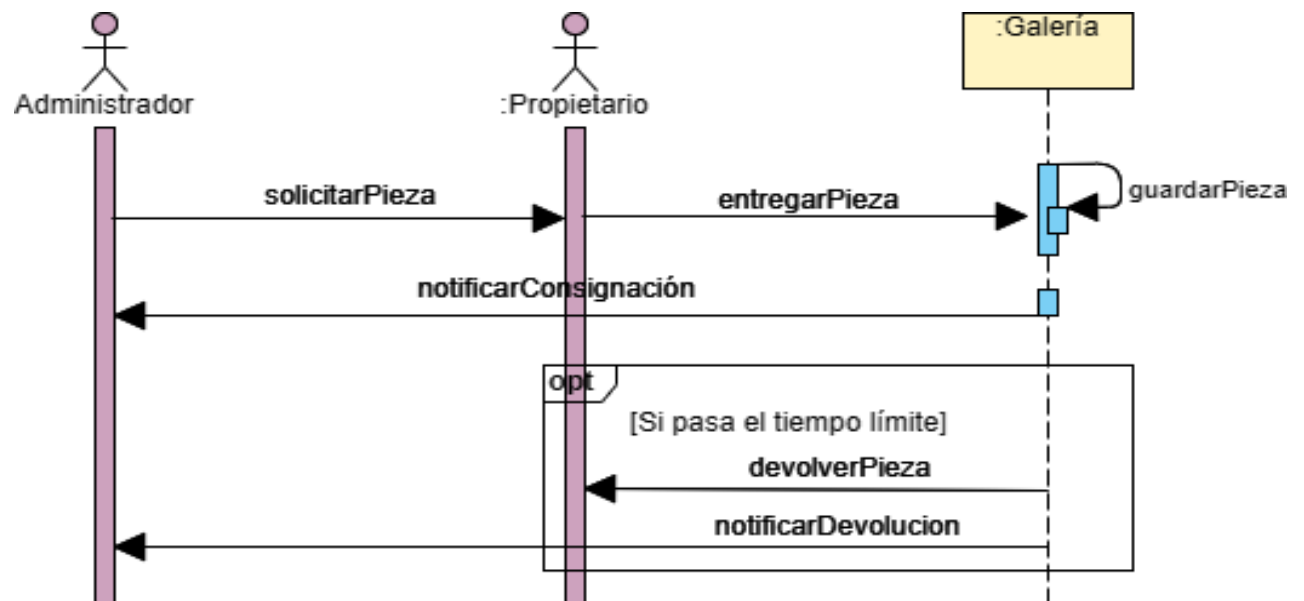 :Galería
Administrador
:Propietario
solicitarPieza
entregarPieza
guardarPieza
notificarConsignación
opt
[Si pasa el tiempo límite]
devolverPieza
notificarDevolucion